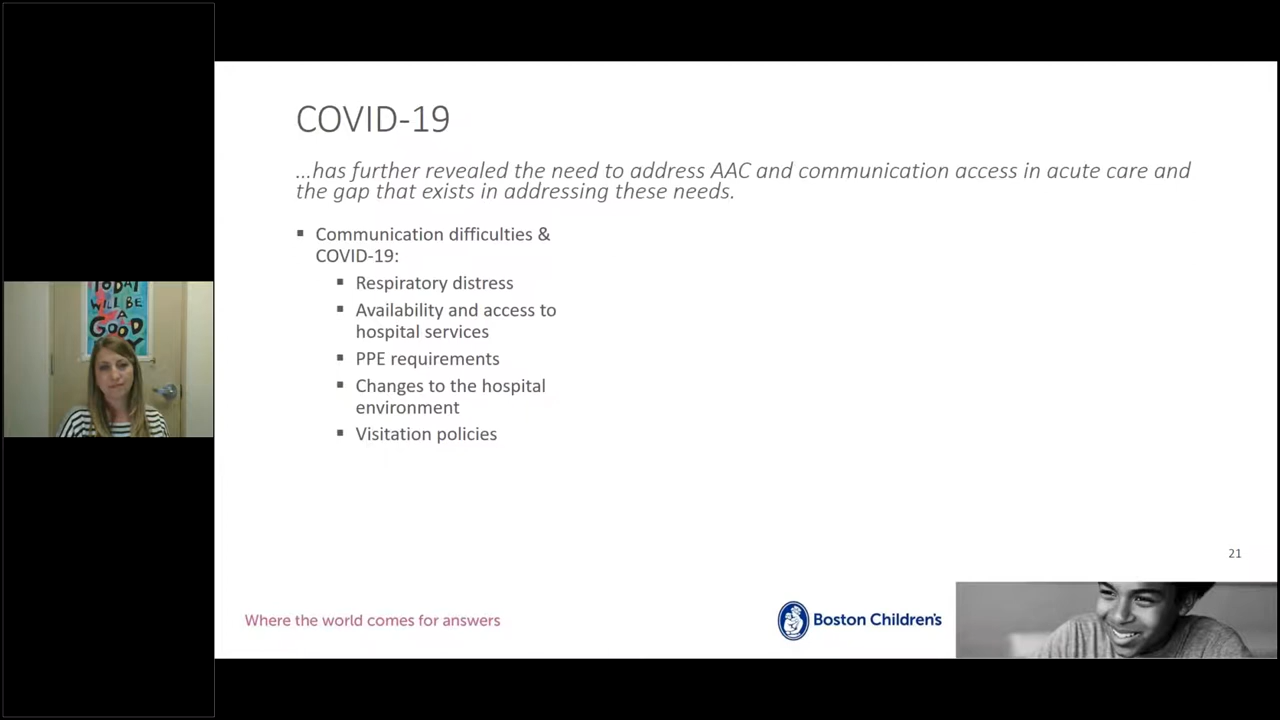 COVID-19
...has further revealed the need to address AAC and communication access in acute care and
the gap that exists in addressing these needs.
▪ Communication difficulties &
COVID-19:
▪ Respiratory distress
▪ Availability and access to
hospital services
▪ PPE requirements
▪ Changes to the hospital
environment
▪ Visitation policies
21
Where the world comes for answers
Boston Children's
TODAY
WILL BE
A
GOOD